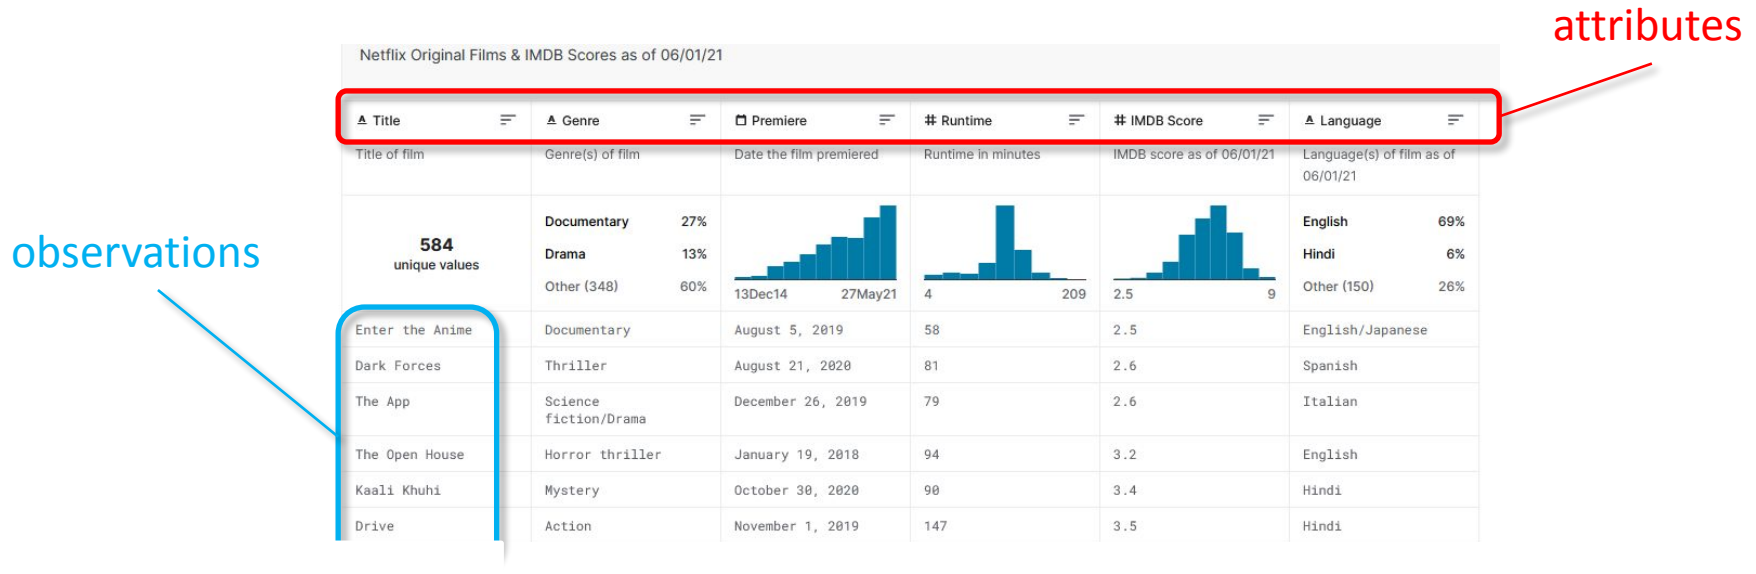 attributes
Netflix Original Films & IMDB Scores as of 06/01/21
Title Genre Premiere # Runtime # IMDB Score Language
Title of film Genre(s) of film Date the film premiered Runtime in minutes IMDB score as of 06/01/21 Language(s) of film as of
06/01/21
observations
584
unique values
Documentary 27%
Drama 13%
Other (348) 60%
13Dec14 27May21
4 209
2.5 9
English 69%
Hindi 6%
Other (150) 26%
Enter the Anime Documentary August 5, 2019 58 2.5 English/Japanese
Dark Forces Thriller August 21, 2020 81 2.6 Spanish
The App Science December 26, 2019 79 2.6 Italian
fiction/Drama
The Open House Horror thriller January 19, 2018 94 3.2 English
Kaali Khuhi Mystery October 30, 2020 90 3.4 Hindi
Drive Action November 1, 2019 147 3.5 Hindi